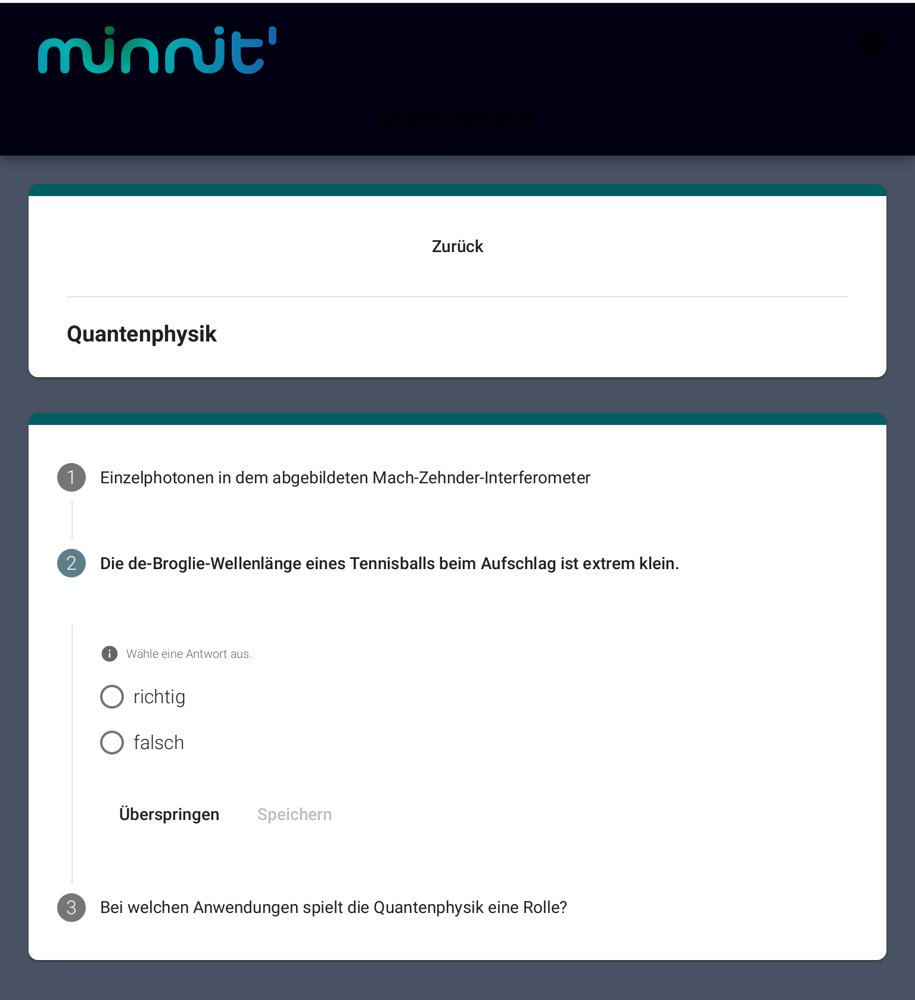 minnit'
Quantenphysik
Zurück
Quantenphysik
1 Einzelphotonen in dem abgebildeten Mach-Zehnder-Interferometer
2 Die de-Broglie-Wellenlänge eines Tennisballs beim Aufschlag ist extrem klein.
Wähle eine Antwort aus.
richtig
falsch
Überspringen Speichern
3 Bei welchen Anwendungen spielt die Quantenphysik eine Rolle?